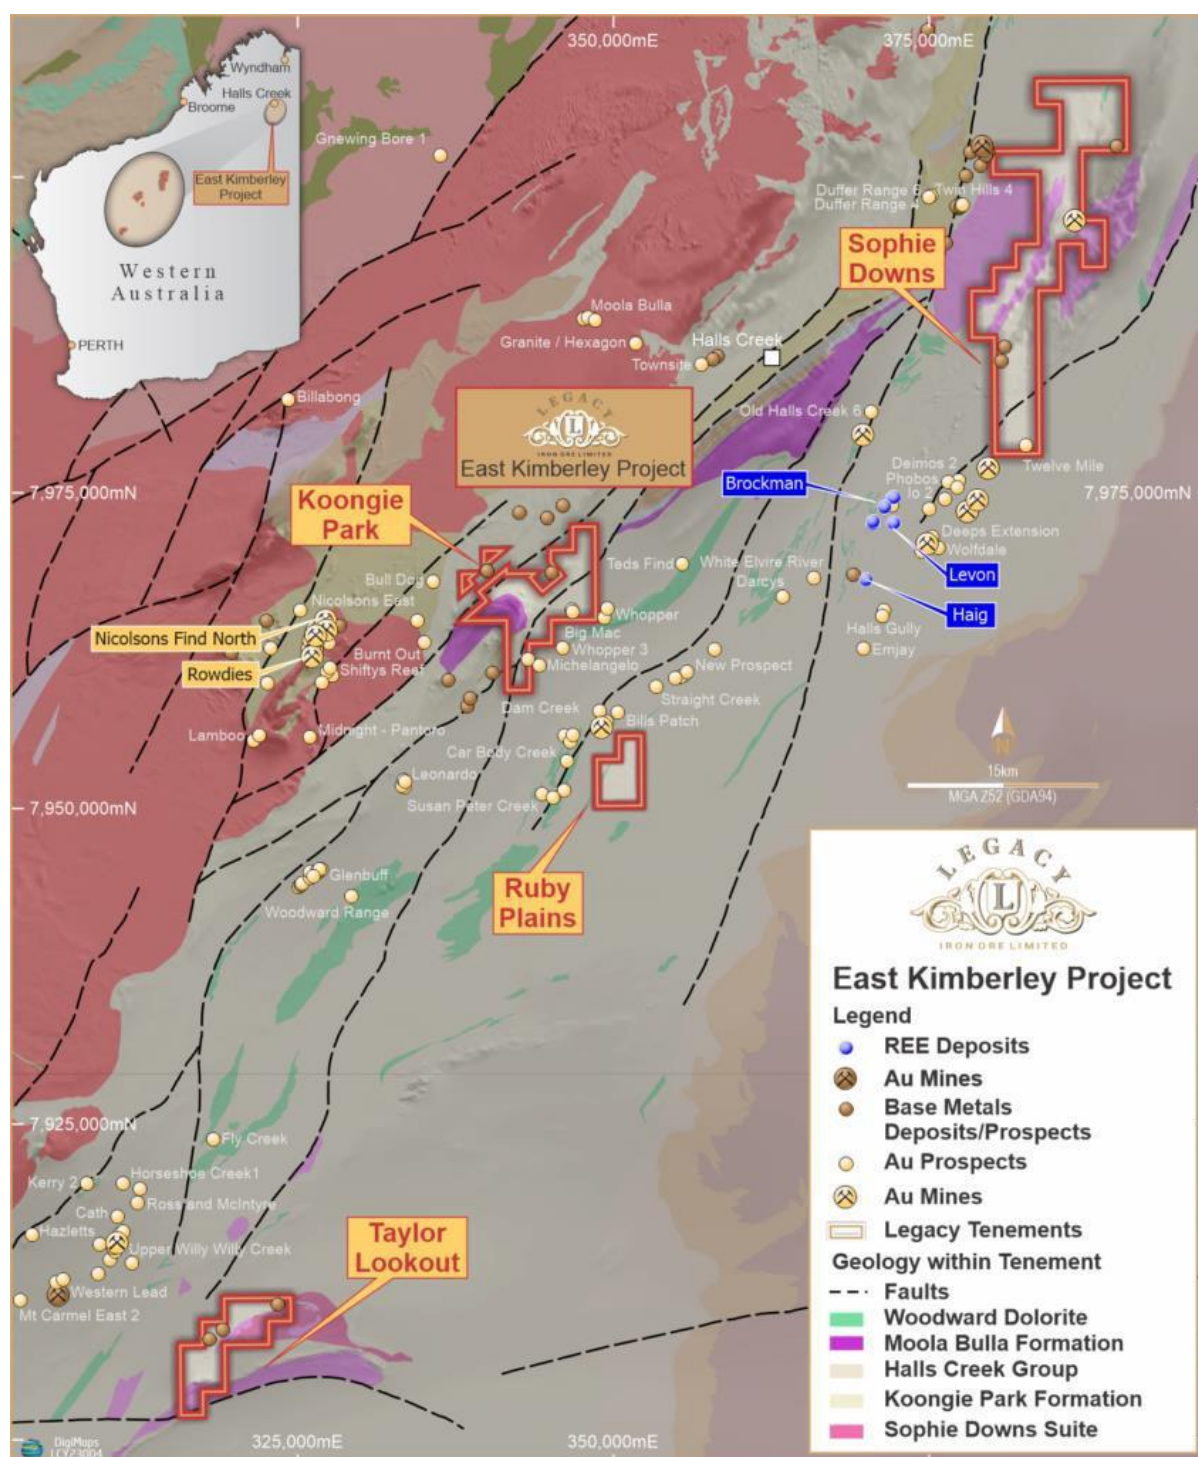 350,000mE
375,000mE
Wyndham
Halls Creek
Broome
East Kimberley
Project
Western
Australia
PERTH
Gnewing Bore 1
Duffer Range 6
Twin Hills 4
Duffer Range 4
Sophie
Downs
Moola Bulla
Granite / Hexagon
Halls Creek
Townsite
Billabong
LEGACY
L
IRON ORE LIMITED
East Kimberley Project
Old Halls Creek 6
Deimos 2
Phobos
Io 2
Twelve Mile
7,975,000mN
7,975,000mN
Brockman
Koongie
Park
Deeps Extension
Wolfdale
Teds Find
White Elvire River
Darcys
Levon
Bull Dog
Nicolsons East
Whopper
Haig
Big Mac
Halls Gully
Nicolsons Find North
Burnt Out
Whopper 3
Emjay
Rowdies
Shiftys Reef
Michelangelo
New Prospect
Straight Creek
Dam Creek
Bills Patch
Lamboo
Midnight - Pantoro
Car Body Creek
N
Leonardo
15km
MGA Z52 (GDA94)
Susan Peter Creek
7,950,000mN
Ruby
Plains
Glenbuff
Woodward Range
LEGACY
L
IRON ORE LIMITED
East Kimberley Project
Legend
REE Deposits
Au Mines
Base Metals
Deposits/Prospects
Au Prospects
Au Mines
Legacy Tenements
Geology within Tenement
Faults
Woodward Dolorite
Moola Bulla Formation
Halls Creek Group
Koongie Park Formation
Sophie Downs Suite
7,925,000mN
Fly Creek
Kerry 2
Horseshoe Creek1
Ross and McIntyre
Cath
Hazletts
Upper Willy Willy Creek
Taylor
Lookout
Western Lead
Mt Carmel East 2
DigiMaps
LCY23004
325,000mE
350,000mE